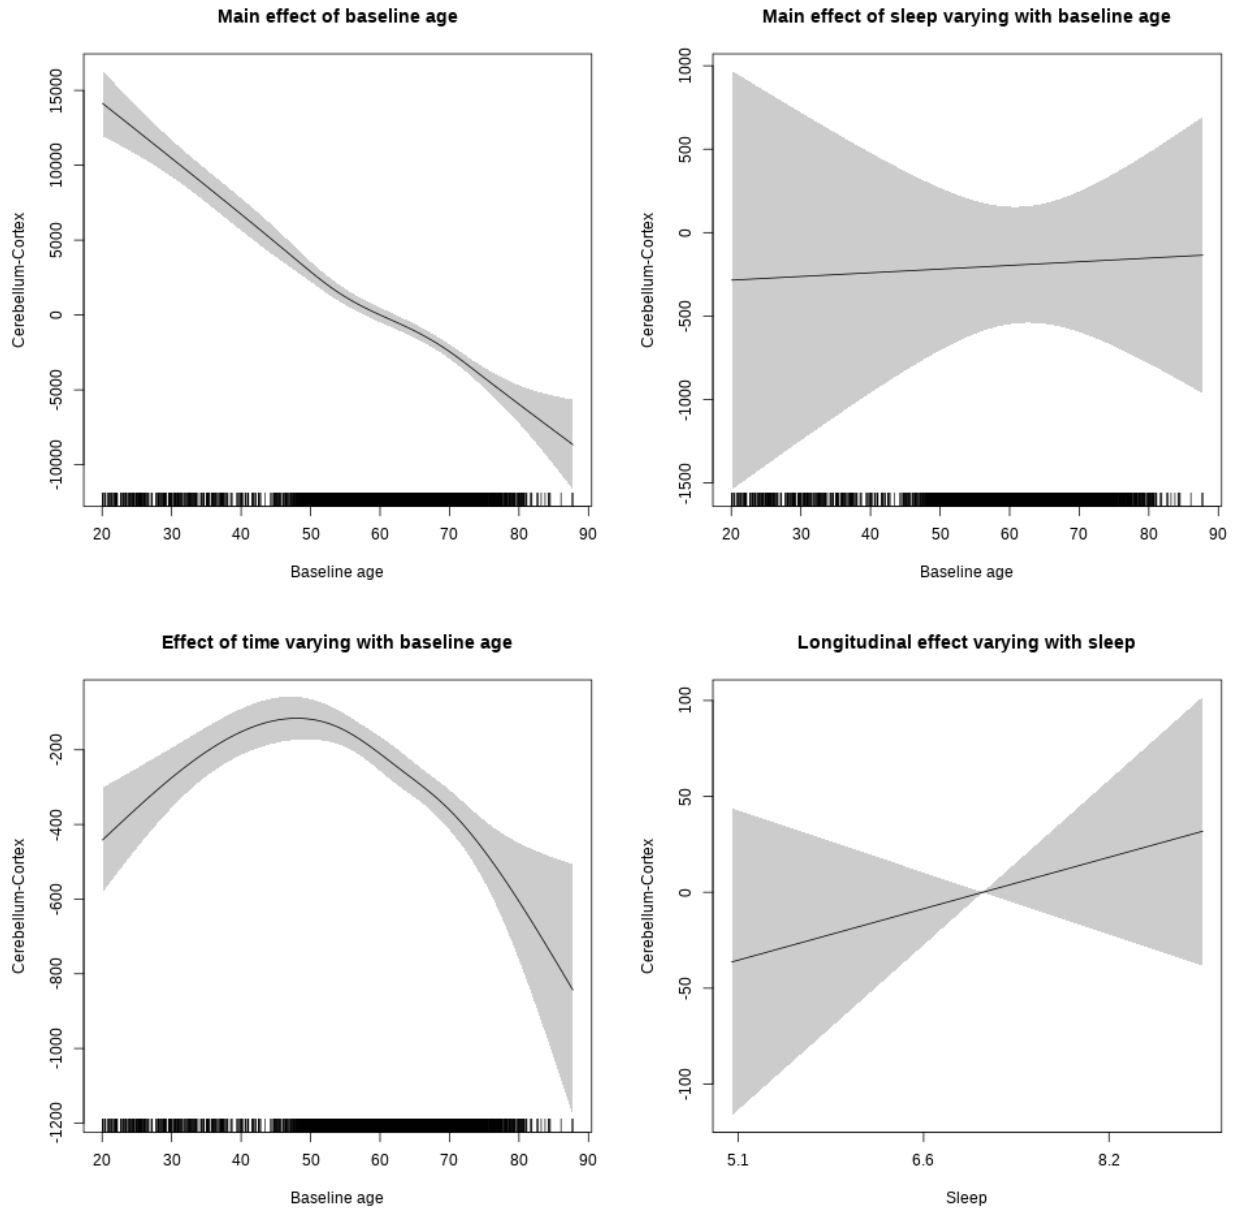 Main effect of baseline age
Cerebellum-Cortex
15000
10000
5000
0
-5000
-10000
20 30 40 50 60 70 80 90
Baseline age
Main effect of sleep varying with baseline age
Cerebellum-Cortex
1000
500
0
-500
-1000
-1500
20 30 40 50 60 70 80 90
Baseline age
Effect of time varying with baseline age
Cerebellum-Cortex
-200
-400
-600
-800
-1000
-1200
20 30 40 50 60 70 80 90
Baseline age
Longitudinal effect varying with sleep
Cerebellum-Cortex
100
50
0
-50
-100
5.1 6.6 8.2
Sleep